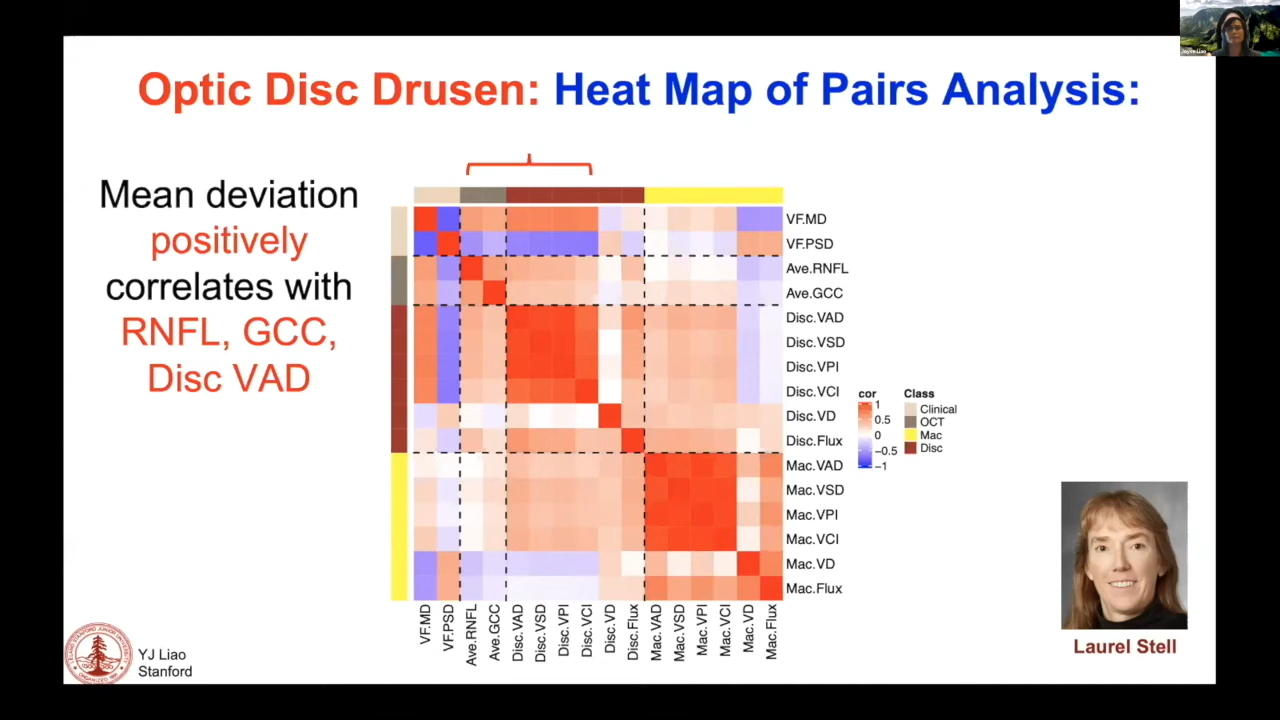 Joyce Liao
Optic Disc Drusen: Heat Map of Pairs Analysis:
Mean deviation
positively
correlates with
RNFL, GCC,
Disc VAD
VF.MD
VF.PSD
Ave.RNFL
Ave.GCC
Disc.VAD
Disc.VSD
Disc.VPI
Disc.VCI
Disc.VD
Disc.Flux
Mac.VAD
Mac.VSD
Mac.VPI
Mac.VCI
Mac.VD
Mac.Flux
VF.MD
VF.PSD
Ave.RNFL
Ave.GCC
Disc.VAD
Disc.VSD
Disc.VPI
Disc.VCI
Disc.VD
Disc.Flux
Mac.VAD
Mac.VSD
Mac.VPI
Mac.VCI
Mac.VD
Mac.Flux
cor
1
0.5
0
−0.5
−1
Class
Clinical
OCT
Mac
Disc
Laurel Stell
YJ Liao
Stanford